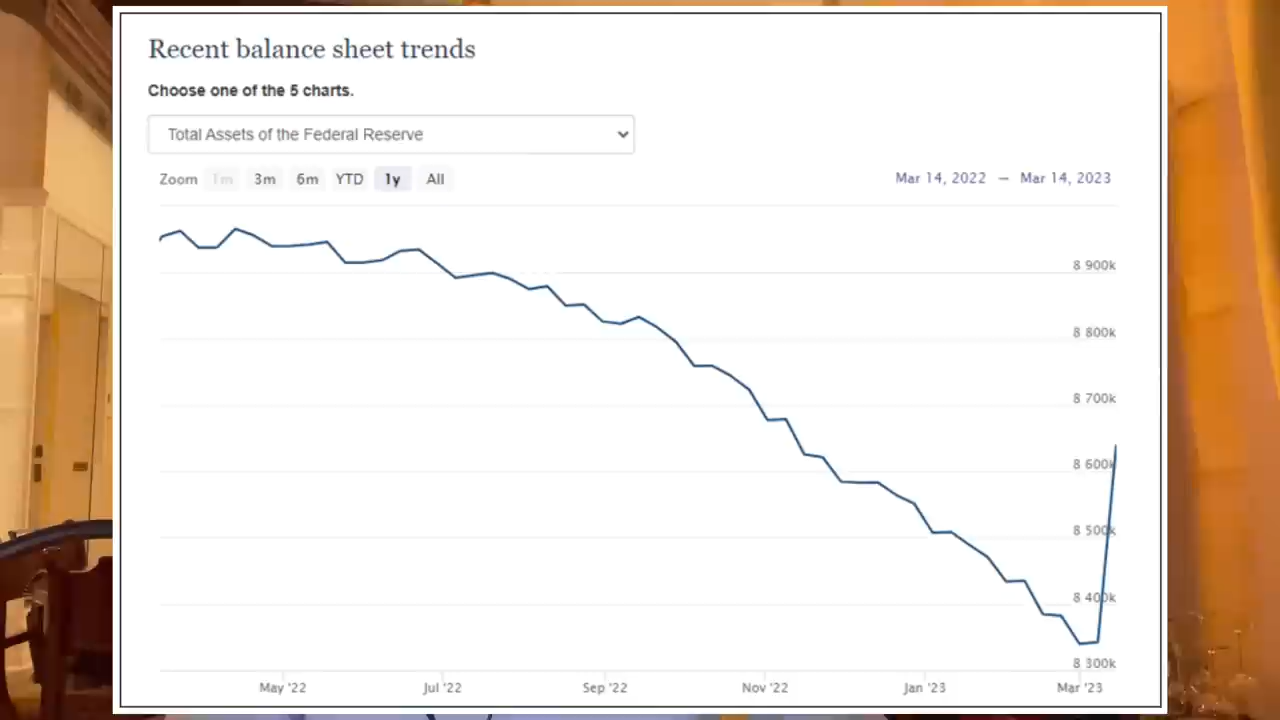 Recent balance sheet trends
Choose one of the 5 charts.
Total Assets of the Federal Reserve
Zoom 1m 3m 6m YTD 1y All Mar 14, 2022 – Mar 14, 2023
8 900k
8 800k
8 700k
8 600k
8 500k
8 400k
8 300k
May '22 Jul '22 Sep '22 Nov '22 Jan '23 Mar '23